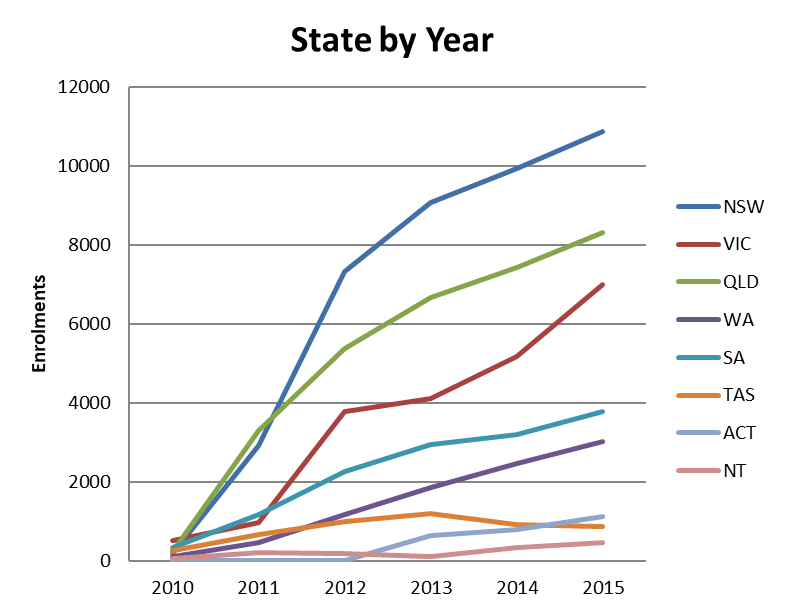 State by Year
12000
10000
8000
6000
4000
2000
0
Enrolments
2010 2011 2012 2013 2014 2015
NSW
VIC
QLD
WA
SA
TAS
ACT
NT